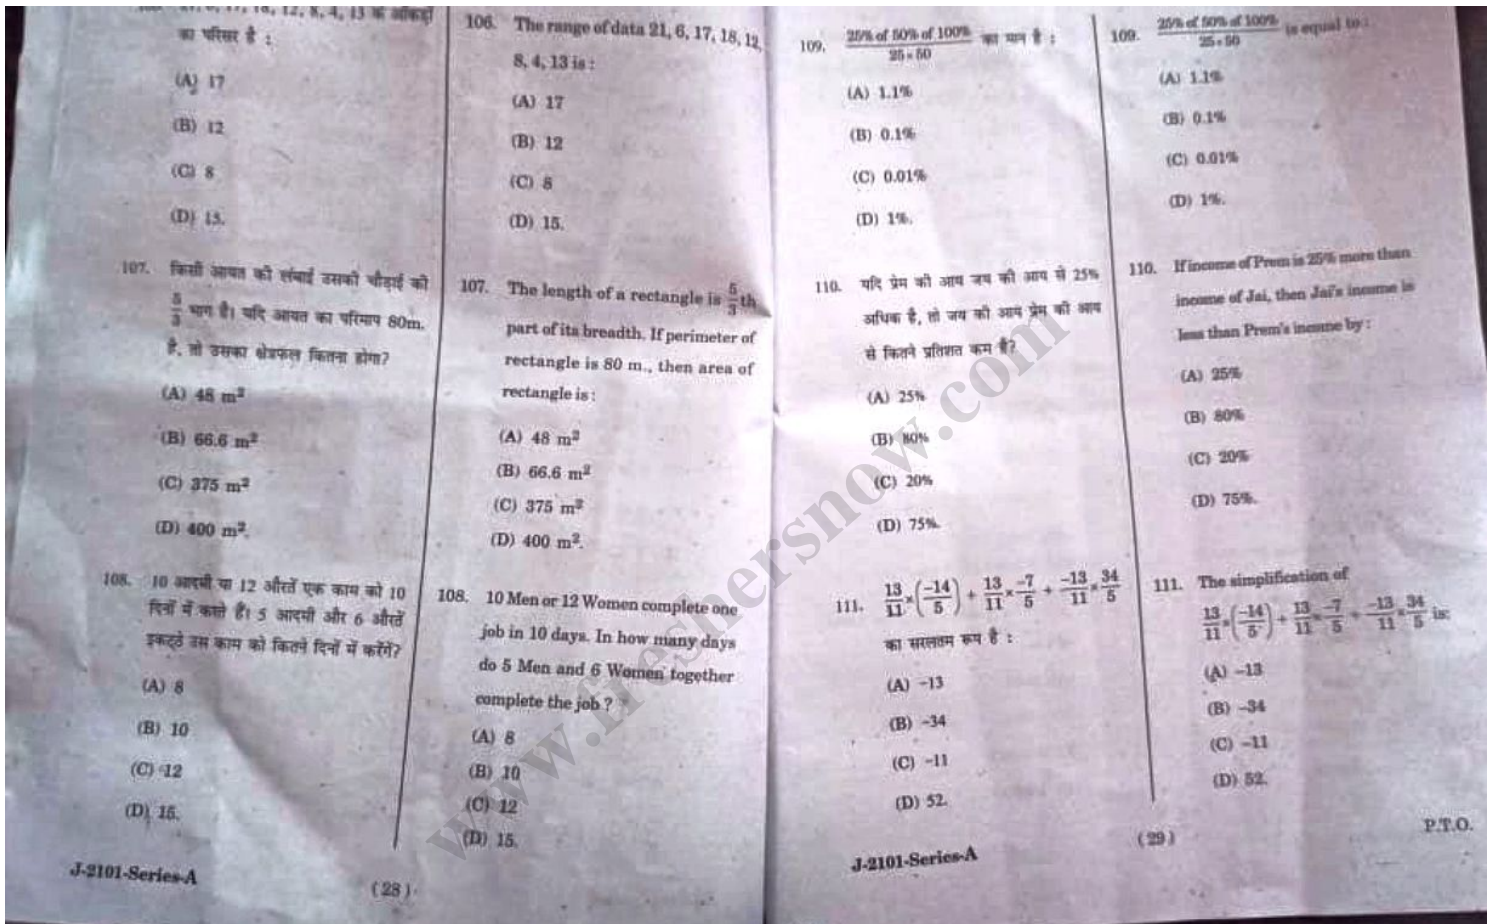 12, 8, 4, 13 के आँकड़ों
का परिसर है :
(A) 17
(B) 12
(C) 8
(D) 15.
107. किसी आयत की लंबाई उसकी चौड़ाई की
5/3 भाग है। यदि आयत का परिमाप 80m.
है, तो उसका क्षेत्रफल कितना होगा?
(A) 48 m²
(B) 66.6 m²
(C) 375 m²
(D) 400 m².
108. 10 आदमी या 12 औरतें एक काम को 10
दिनों में करते हैं। 5 आदमी और 6 औरतें
इकट्ठे उस काम को कितने दिनों में करेंगें?
(A) 8
(B) 10
(C) 12
(D) 15.
J-2101-Series-A
106. The range of data 21, 6, 17, 18, 12,
8, 4, 13 is :
(A) 17
(B) 12
(C) 8
(D) 15.
107. The length of a rectangle is 5/3 th
part of its breadth. If perimeter of
rectangle is 80 m., then area of
rectangle is :
(A) 48 m²
(B) 66.6 m²
(C) 375 m²
(D) 400 m².
108. 10 Men or 12 Women complete one
job in 10 days. In how many days
do 5 Men and 6 Women together
complete the job ?
(A) 8
(B) 10
(C) 12
(D) 15.
( 28 )
109. 25% of 50% of 100% / 25 × 50 का मान है :
(A) 1.1%
(B) 0.1%
(C) 0.01%
(D) 1%.
110. यदि प्रेम की आय जय की आय से 25%
अधिक है, तो जय की आय प्रेम की आय
से कितने प्रतिशत कम है?
(A) 25%
(B) 80%
(C) 20%
(D) 75%.
111. 13/11 × (-14/5) + 13/11 × -7/5 + -13/11 × 34/5
का सरलतम रूप है :
(A) -13
(B) -34
(C) -11
(D) 52.
J-2101-Series-A
109. 25% of 50% of 100% / 25 × 50 is equal to :
(A) 1.1%
(B) 0.1%
(C) 0.01%
(D) 1%.
110. If income of Prem is 25% more than
income of Jai, then Jai's income is
less than Prem's income by :
(A) 25%
(B) 80%
(C) 20%
(D) 75%.
111. The simplification of
13/11 × (-14/5) + 13/11 × -7/5 + -13/11 × 34/5 is:
(A) -13
(B) -34
(C) -11
(D) 52.
( 29 )
P.T.O.
www.freshersnow.com